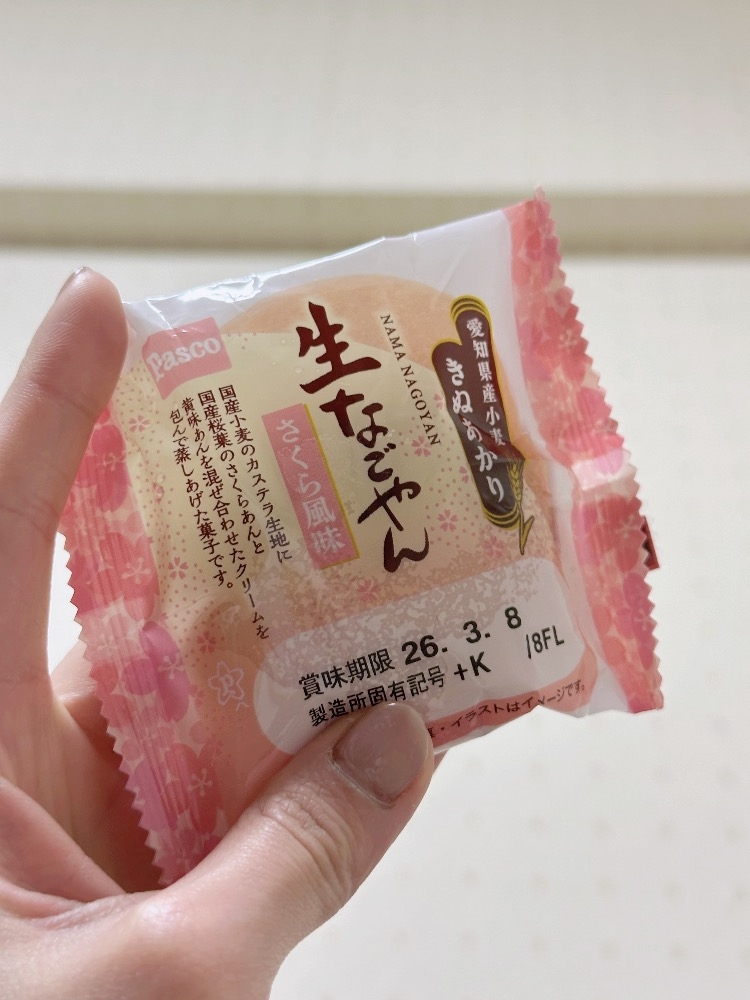 Pasco
愛知県産小麦
きぬあかり
NAMA NAGOYAN
生なごやん
さくら風味
国産小麦のカステラ生地に
国産桜葉のさくらあんと
黄味あんを混ぜ合わせたクリームを
包んで蒸しあげた菓子です。
賞味期限 26. 3. 8
製造所固有記号 +K /8FL
・イラストはイメージです。